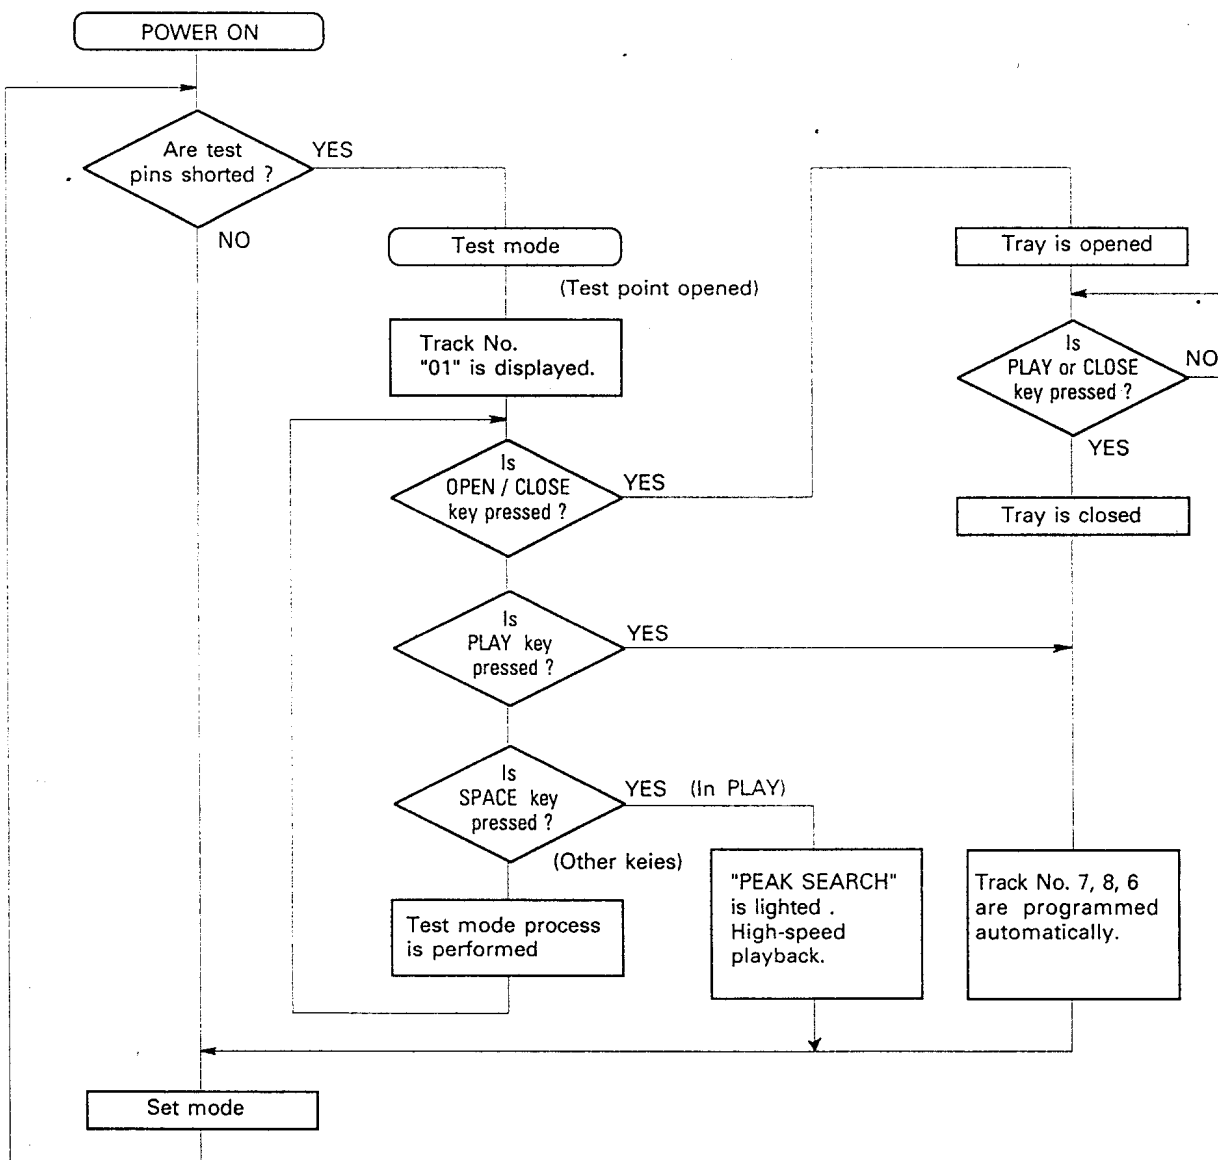 POWER ON
Are test
pins shorted ?
YES
NO
Test mode
(Test point opened)
Track No.
"01" is displayed.
Is
OPEN / CLOSE
key pressed ?
YES
Is
PLAY key
pressed ?
YES
Is
SPACE key
pressed ?
YES (In PLAY)
(Other keies)
Test mode process
is performed
"PEAK SEARCH"
is lighted .
High-speed
playback.
Tray is opened
Is
PLAY or CLOSE
key pressed ?
NO
YES
Tray is closed
Track No. 7, 8, 6
are programmed
automatically.
Set mode